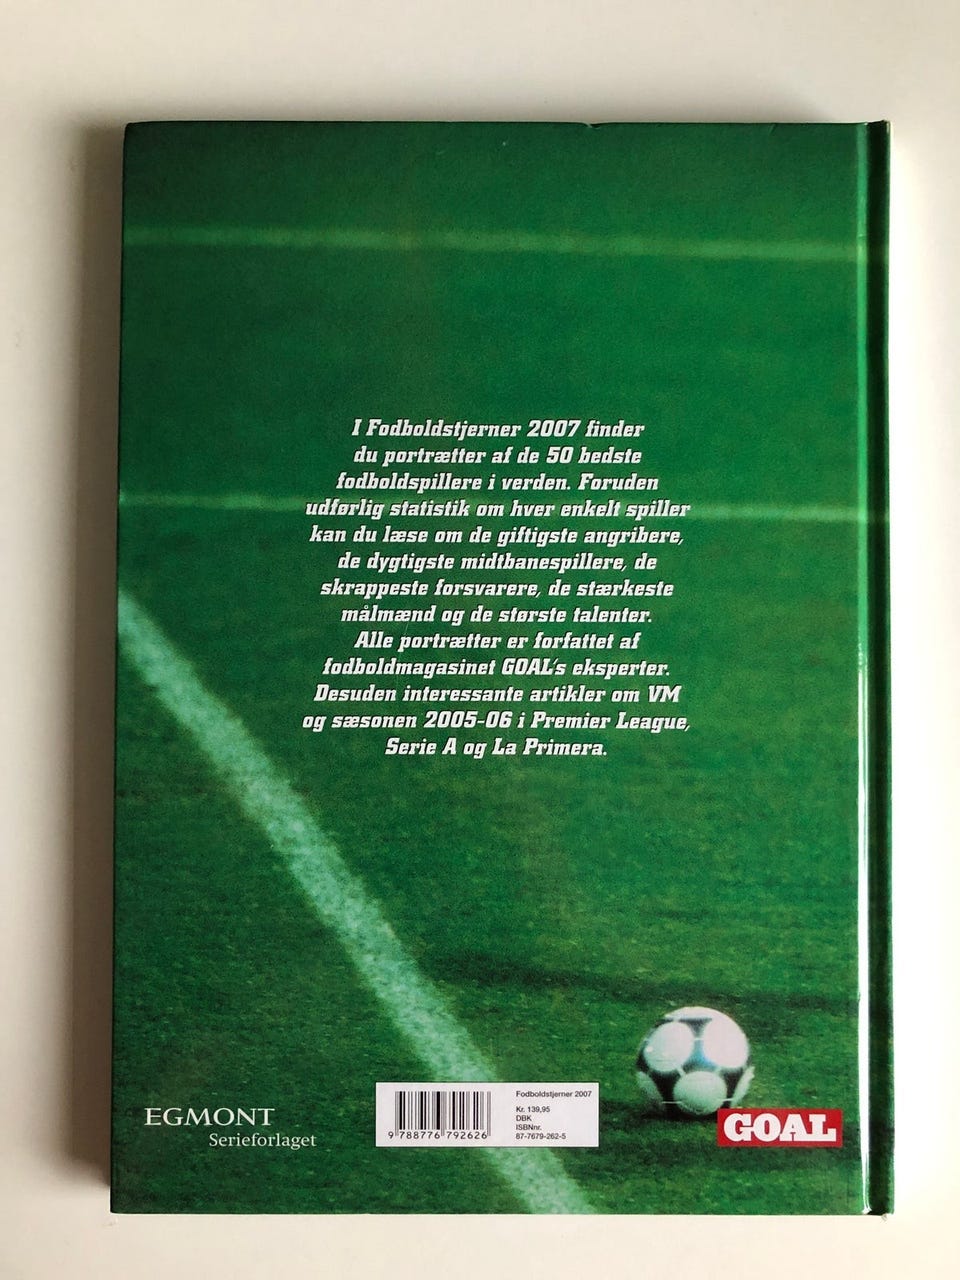 I Fodboldstjerner 2007 finder
du portrætter af de 50 bedste
fodboldspillere i verden. Foruden
udførlig statistik om hver enkelt spiller
kan du læse om de giftigste angribere,
de dygtigste midtbanespillere, de
skrappeste forsvarere, de stærkeste
målmænd og de største talenter.
Alle portrætter er forfattet af
fodboldmagasinet GOAL's eksperter.
Desuden interessante artikler om VM
og sæsonen 2005-06 i Premier League,
Serie A og La Primera.
EGMONT
Serieforlaget
9 788776 792626
Fodboldstjerner 2007
Kr. 139,95
DBK
ISBNnr.
87-7679-262-5
GOAL